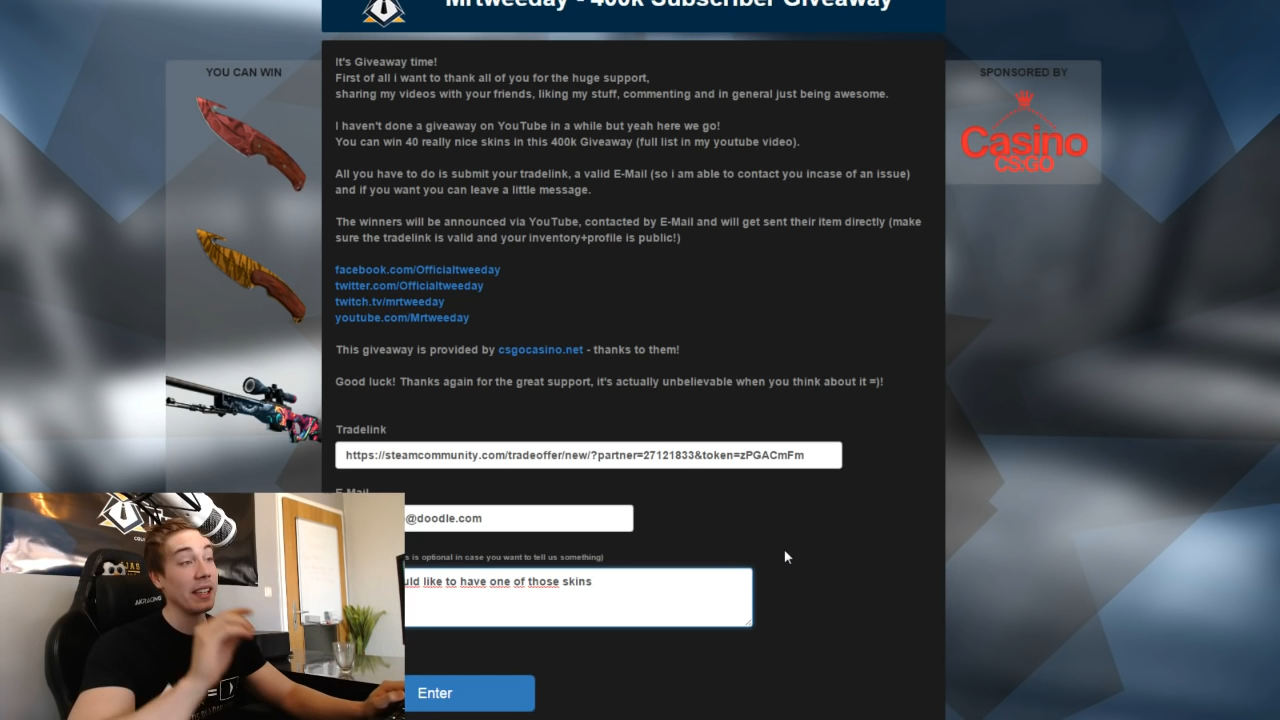 Mrtweeday - 400k Subscriber Giveaway
YOU CAN WIN
SPONSORED BY
Casino
CS:GO
It's Giveaway time!
First of all i want to thank all of you for the huge support,
sharing my videos with your friends, liking my stuff, commenting and in general just being awesome.
I haven't done a giveaway on YouTube in a while but yeah here we go!
You can win 40 really nice skins in this 400k Giveaway (full list in my youtube video).
All you have to do is submit your tradelink, a valid E-Mail (so i am able to contact you incase of an issue)
and if you want you can leave a little message.
The winners will be announced via YouTube, contacted by E-Mail and will get sent their item directly (make
sure the tradelink is valid and your inventory+profile is public!)
facebook.com/Officialtweeday
twitter.com/Officialtweeday
twitch.tv/mrtweeday
youtube.com/Mrtweeday
This giveaway is provided by csgocasino.net - thanks to them!
Good luck! Thanks again for the great support, it's actually unbelievable when you think about it =)!
Tradelink
https://steamcommunity.com/tradeoffer/new/?partner=27121833&token=zPGACmFm
E-Mail
@doodle.com
is optional in case you want to tell us something)
like to have one of those skins
Enter
AKRACING